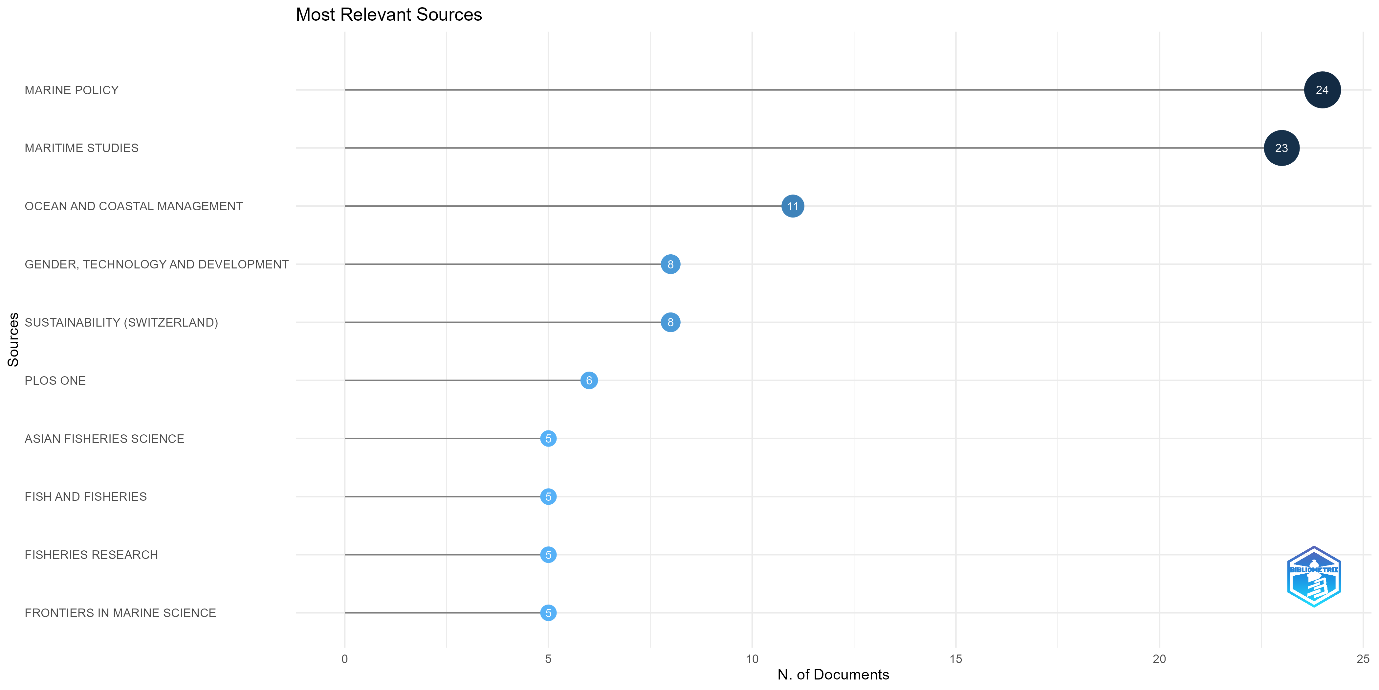 Most Relevant Sources
MARINE POLICY
24
MARITIME STUDIES
23
OCEAN AND COASTAL MANAGEMENT
11
GENDER, TECHNOLOGY AND DEVELOPMENT
8
SUSTAINABILITY (SWITZERLAND)
8
Sources
PLOS ONE
6
ASIAN FISHERIES SCIENCE
5
FISH AND FISHERIES
5
FISHERIES RESEARCH
5
BIBLIOMETRIX
FRONTIERS IN MARINE SCIENCE
5
0 5 10 15 20 25
N. of Documents